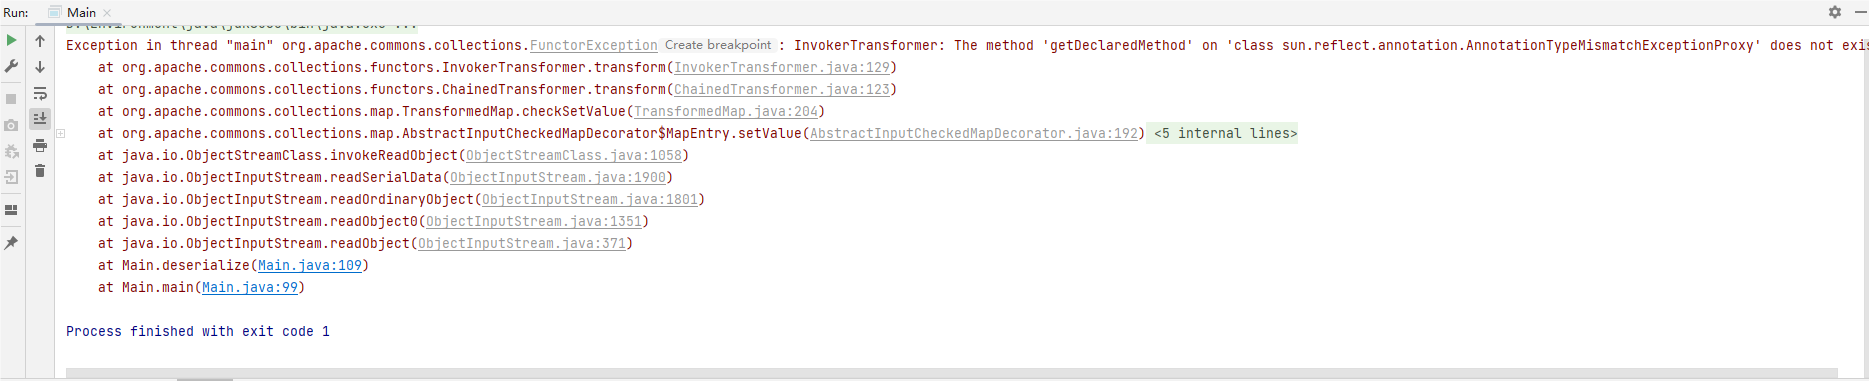 Run: Main
Exception in thread "main" org.apache.commons.collections.FunctorException Create breakpoint : InvokerTransformer: The method 'getDeclaredMethod' on 'class sun.reflect.annotation.AnnotationTypeMismatchExceptionProxy' does not exis
at org.apache.commons.collections.functors.InvokerTransformer.transform(InvokerTransformer.java:129)
at org.apache.commons.collections.functors.ChainedTransformer.transform(ChainedTransformer.java:123)
at org.apache.commons.collections.map.TransformedMap.checkSetValue(TransformedMap.java:204)
at org.apache.commons.collections.map.AbstractInputCheckedMapDecorator$MapEntry.setValue(AbstractInputCheckedMapDecorator.java:192) <5 internal lines>
at java.io.ObjectStreamClass.invokeReadObject(ObjectStreamClass.java:1058)
at java.io.ObjectInputStream.readSerialData(ObjectInputStream.java:1900)
at java.io.ObjectInputStream.readOrdinaryObject(ObjectInputStream.java:1801)
at java.io.ObjectInputStream.readObject0(ObjectInputStream.java:1351)
at java.io.ObjectInputStream.readObject(ObjectInputStream.java:371)
at Main.deserialize(Main.java:109)
at Main.main(Main.java:99)
Process finished with exit code 1